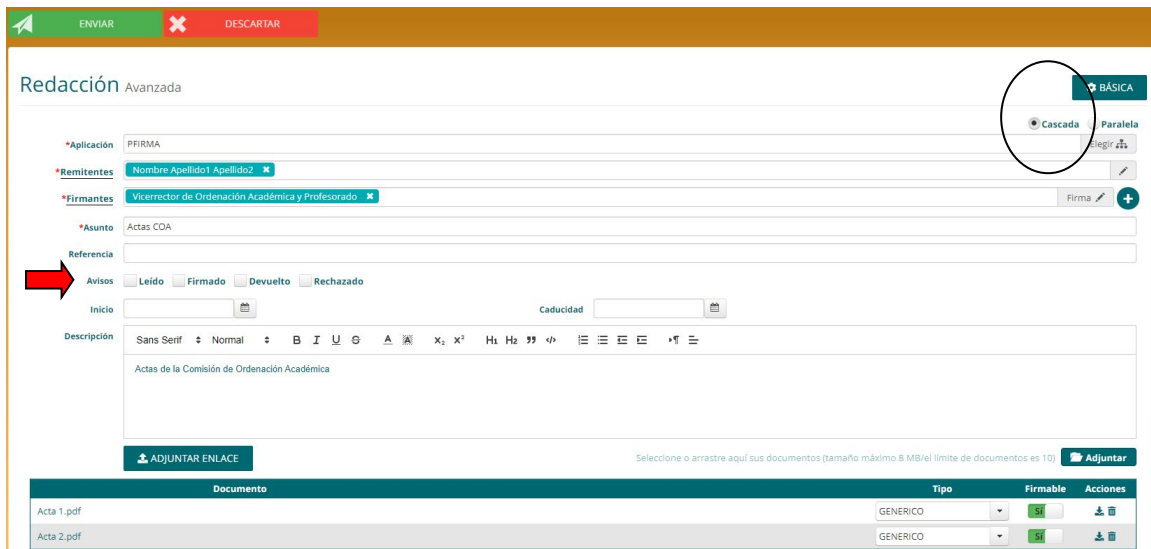 ENVIAR DESCARTAR
Redacción Avanzada BÁSICA
Cascada Paralela
*Aplicación PFIRMA Elegir
*Remitentes Nombre Apellido1 Apellido2 ×
*Firmantes Vicerrector de Ordenación Académica y Profesorado × Firma
*Asunto Actas COA
Referencia
Avisos Leído Firmado Devuelto Rechazado
Inicio Caducidad
Descripción Sans Serif Normal B I U S A A X₂ X² H₁ H₂ ” </> ¶
Actas de la Comisión de Ordenación Académica
ADJUNTAR ENLACE Seleccione o arrastre aquí sus documentos (tamaño máximo 8 MB/el límite de documentos es 10) Adjuntar
Documento Tipo Firmable Acciones
Acta 1.pdf GENERICO Sí
Acta 2.pdf GENERICO Sí